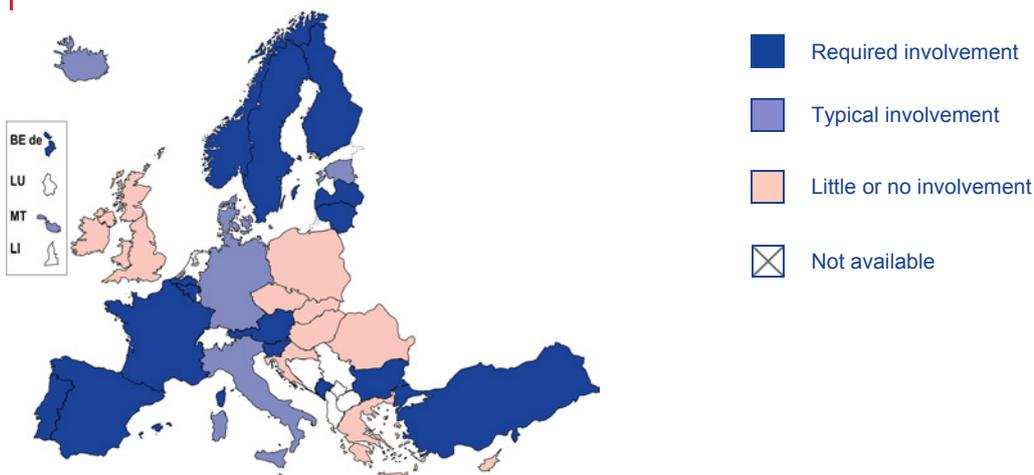 BE de
LU
MT
LI
Required involvement
Typical involvement
Little or no involvement
Not available